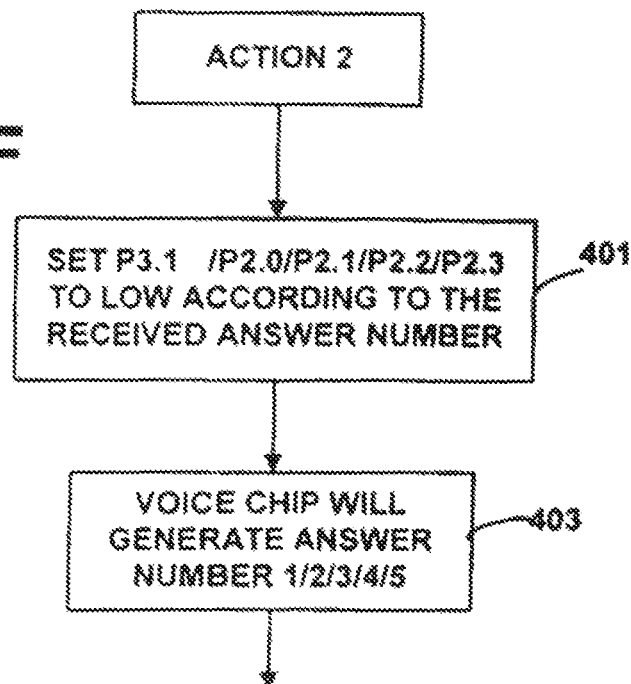 ACTION 2
SET P3.1 /P2.0/P2.1/P2.2/P2.3
TO LOW ACCORDING TO THE
RECEIVED ANSWER NUMBER
401
VOICE CHIP WILL
GENERATE ANSWER
NUMBER 1/2/3/4/5
403